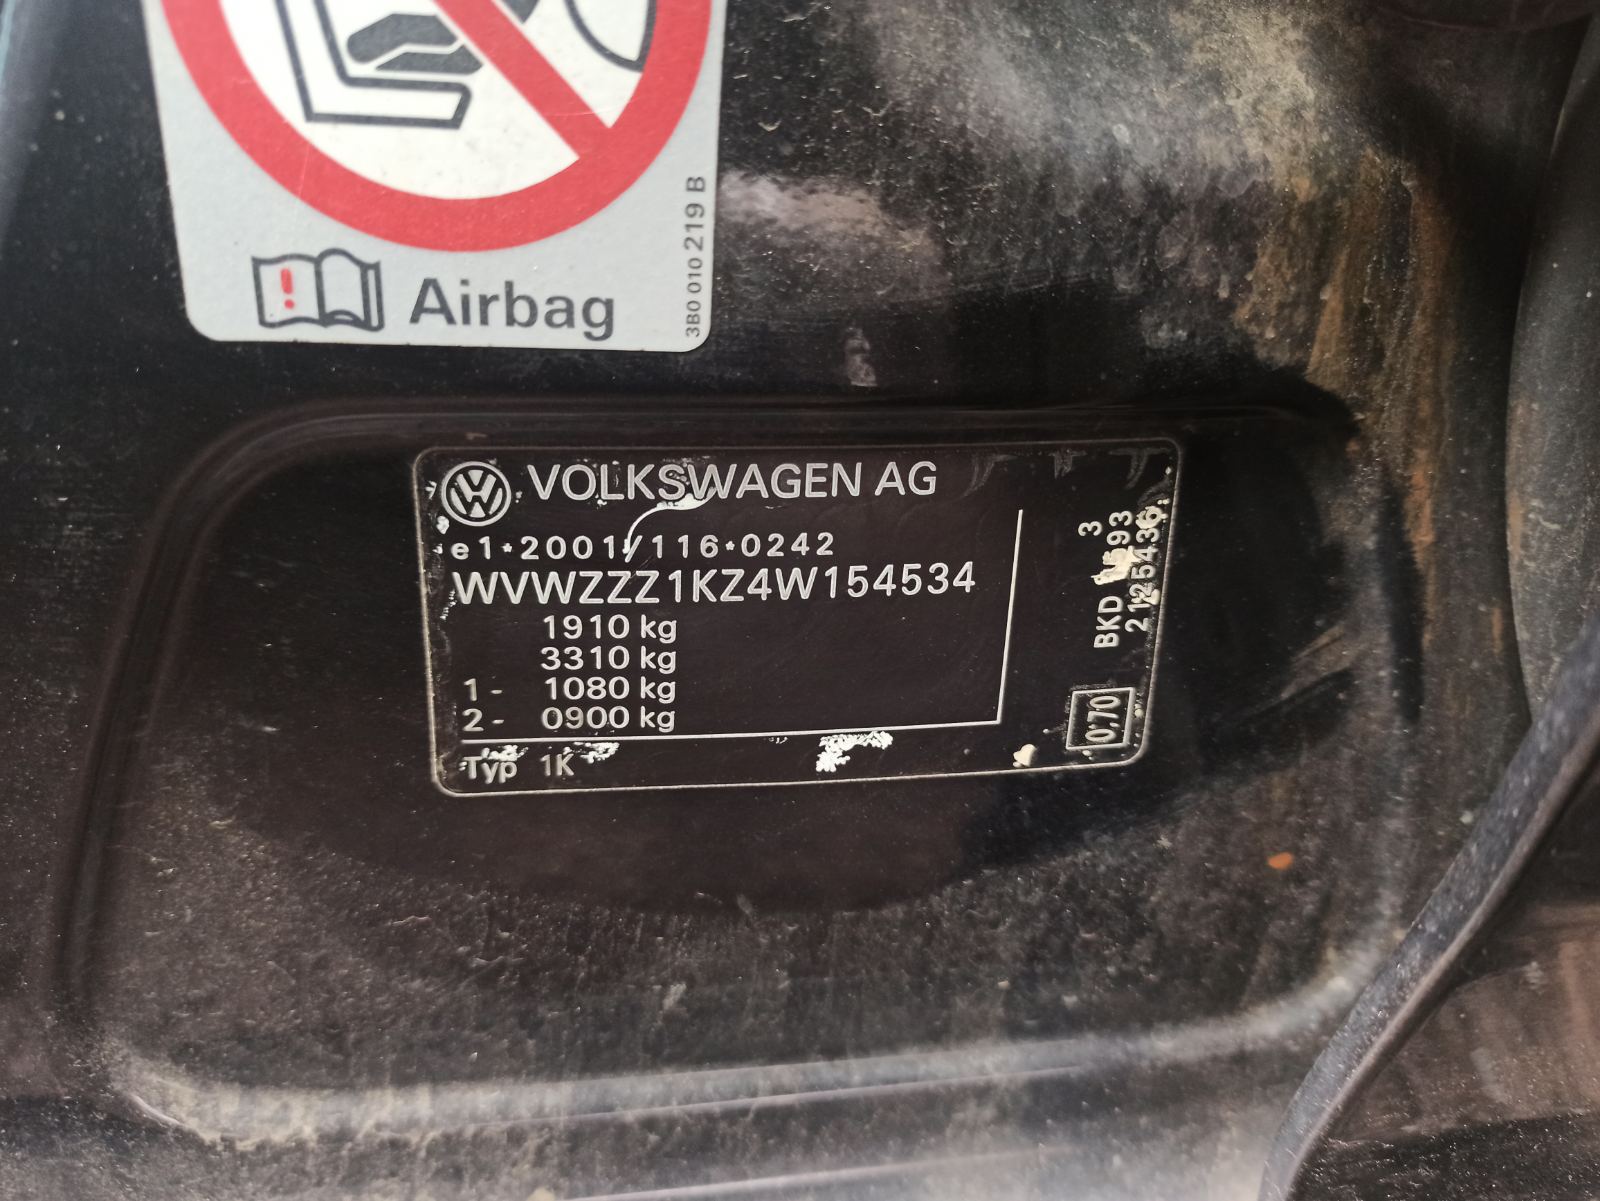 Airbag
3B0 010 219 B
VOLKSWAGEN AG
e1*2001/116*0242
WVWZZZ1KZ4W154534
1910 kg
3310 kg
1- 1080 kg
2- 0900 kg
Typ 1K
3
BKD
2125436
0.70